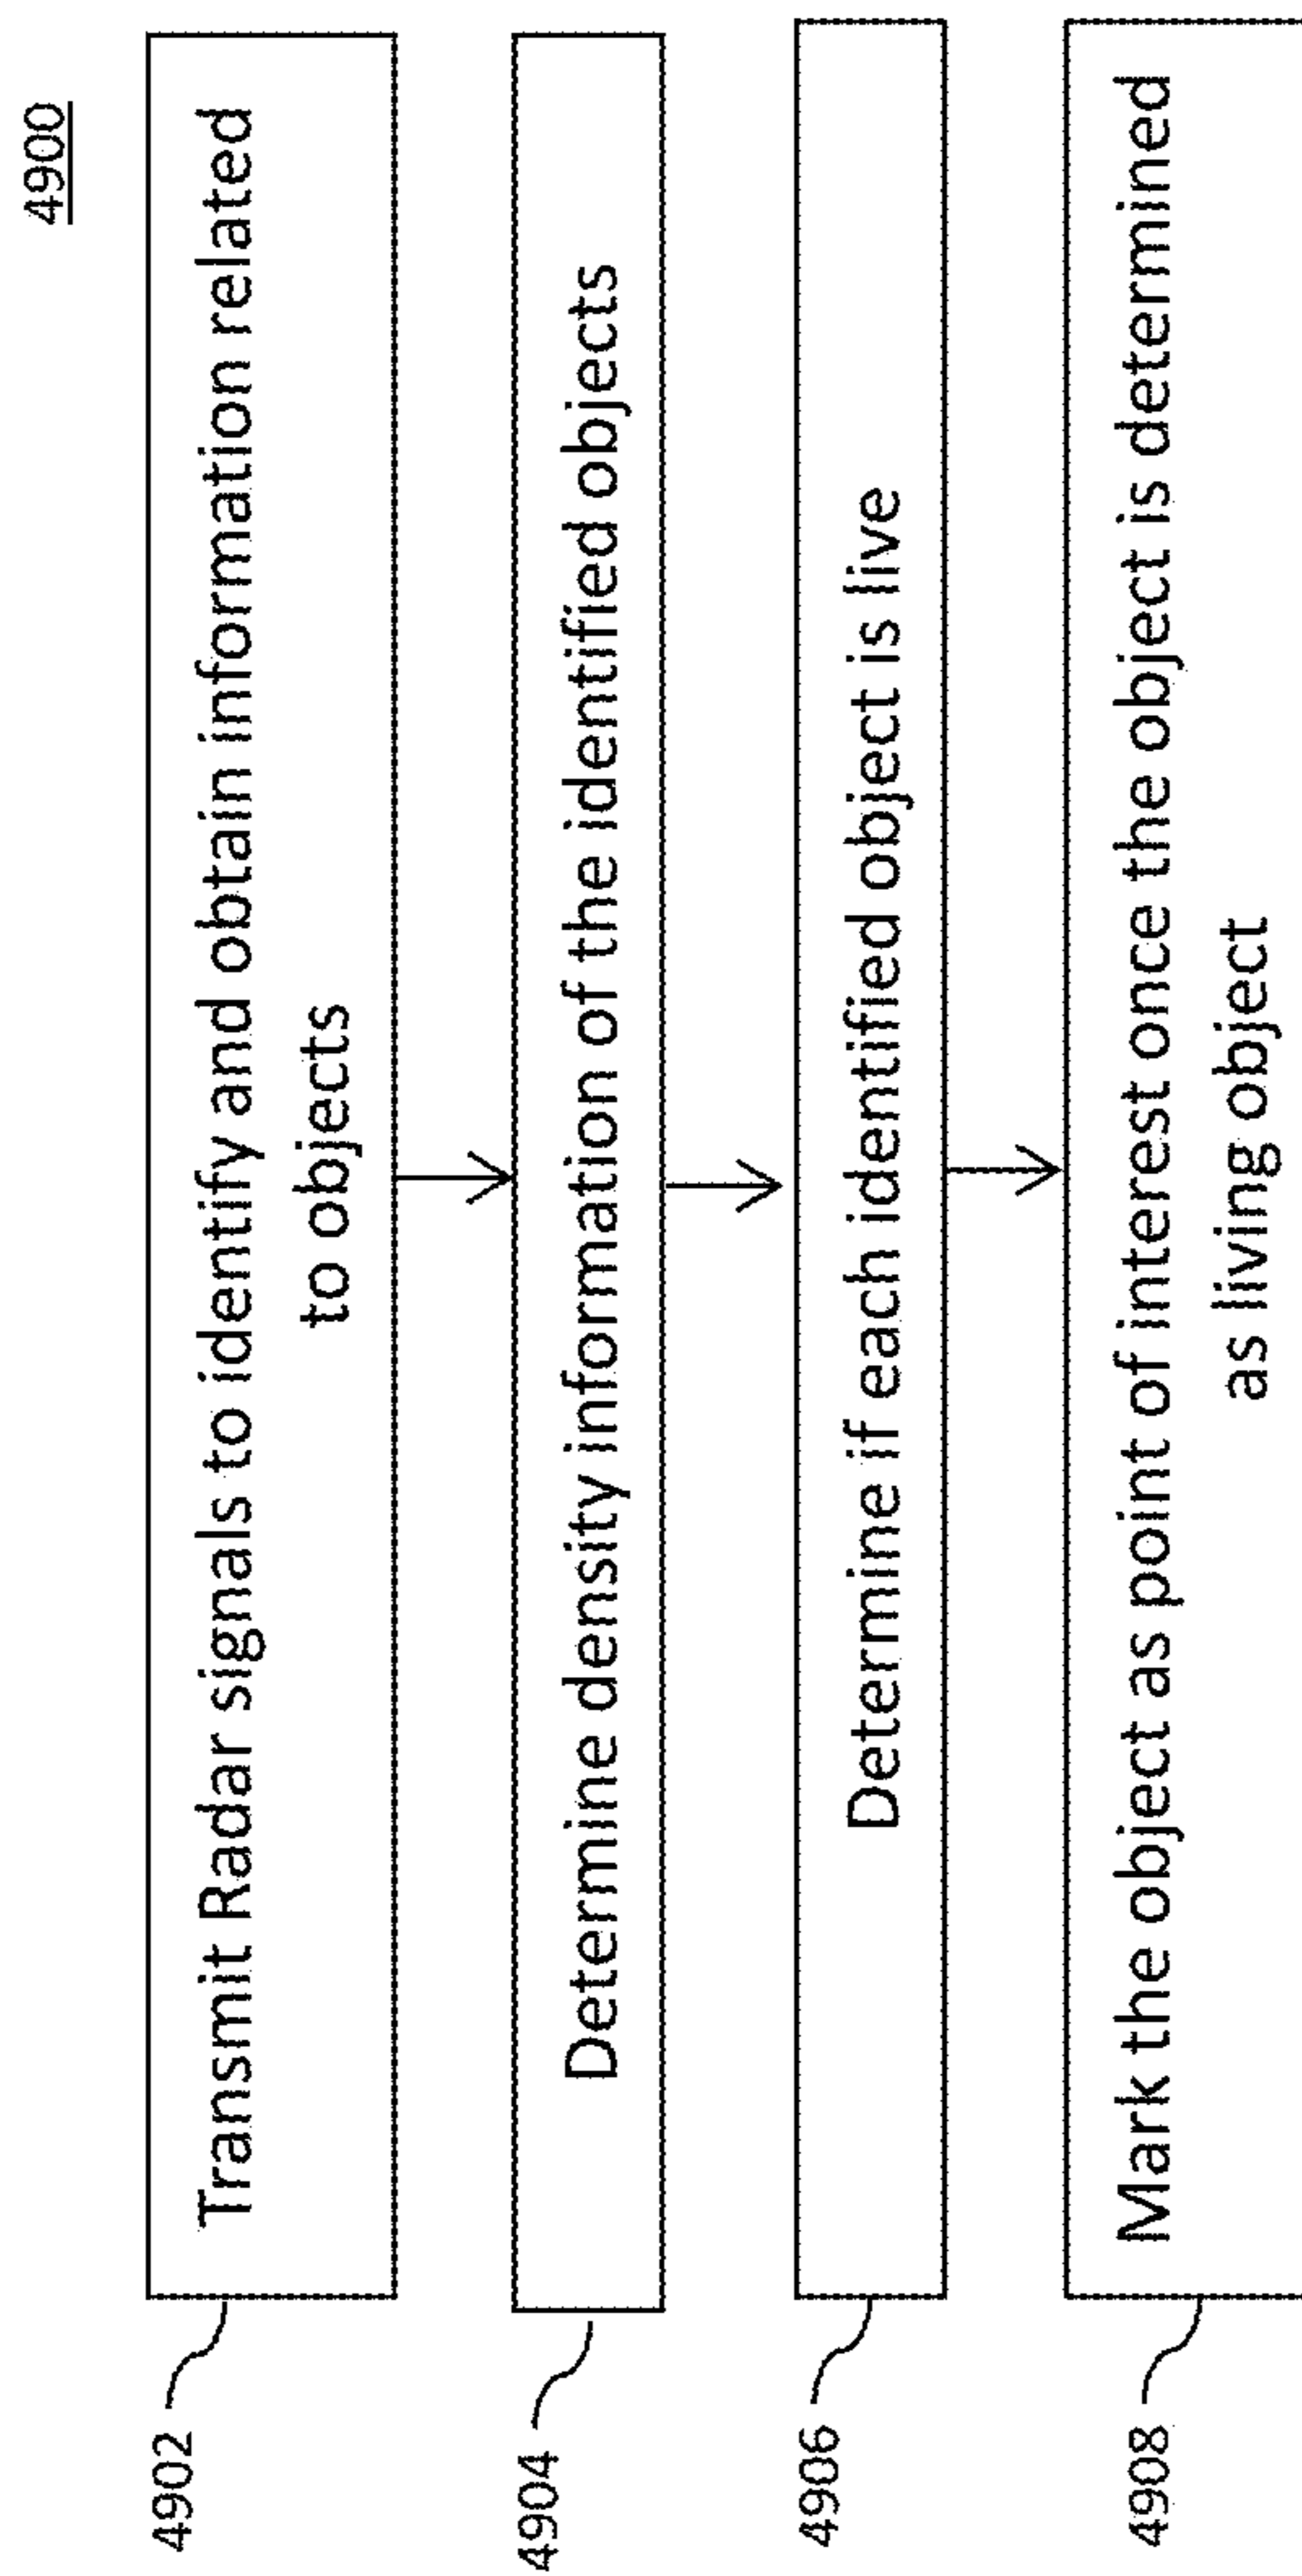 4900
4902
Transmit Radar signals to identify and obtain information related
to objects
4904
Determine density information of the identified objects
4906
Determine if each identified object is live
4908
Mark the object as point of interest once the object is determined
as living object